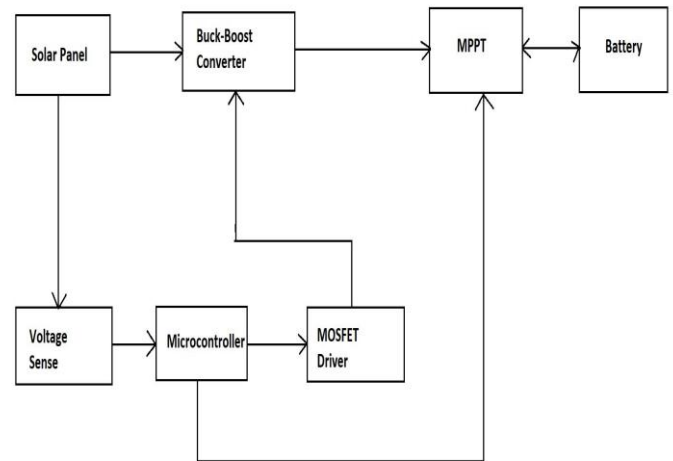 Solar Panel
Buck-Boost
Converter
MPPT
Battery
Voltage
Sense
Microcontroller
MOSFET
Driver